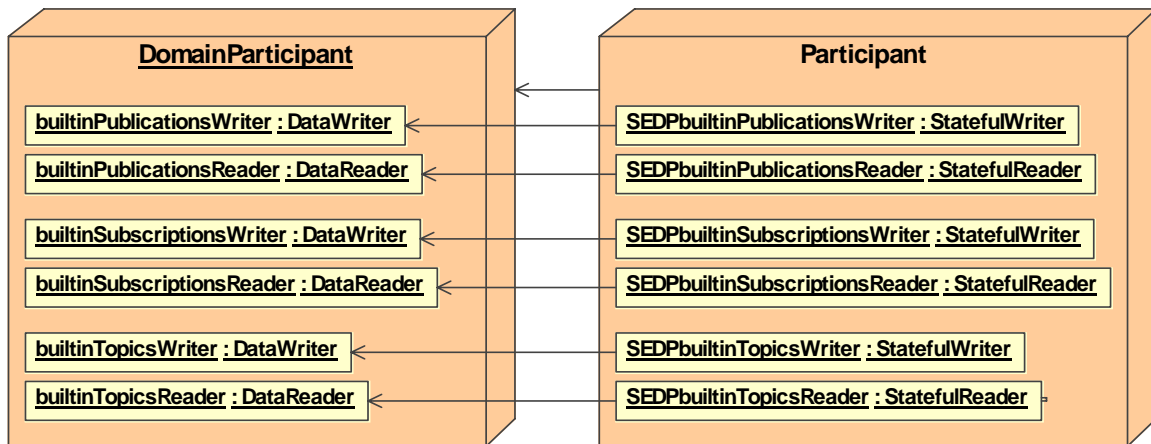 DomainParticipant
builtinPublicationsWriter : DataWriter
builtinPublicationsReader : DataReader
builtinSubscriptionsWriter : DataWriter
builtinSubscriptionsReader : DataReader
builtinTopicsWriter : DataWriter
builtinTopicsReader : DataReader
Participant
SEDPbuiltinPublicationsWriter : StatefulWriter
SEDPbuiltinPublicationsReader : StatefulReader
SEDPbuiltinSubscriptionsWriter : StatefulWriter
SEDPbuiltinSubscriptionsReader : StatefulReader
SEDPbuiltinTopicsWriter : StatefulWriter
SEDPbuiltinTopicsReader : StatefulReader